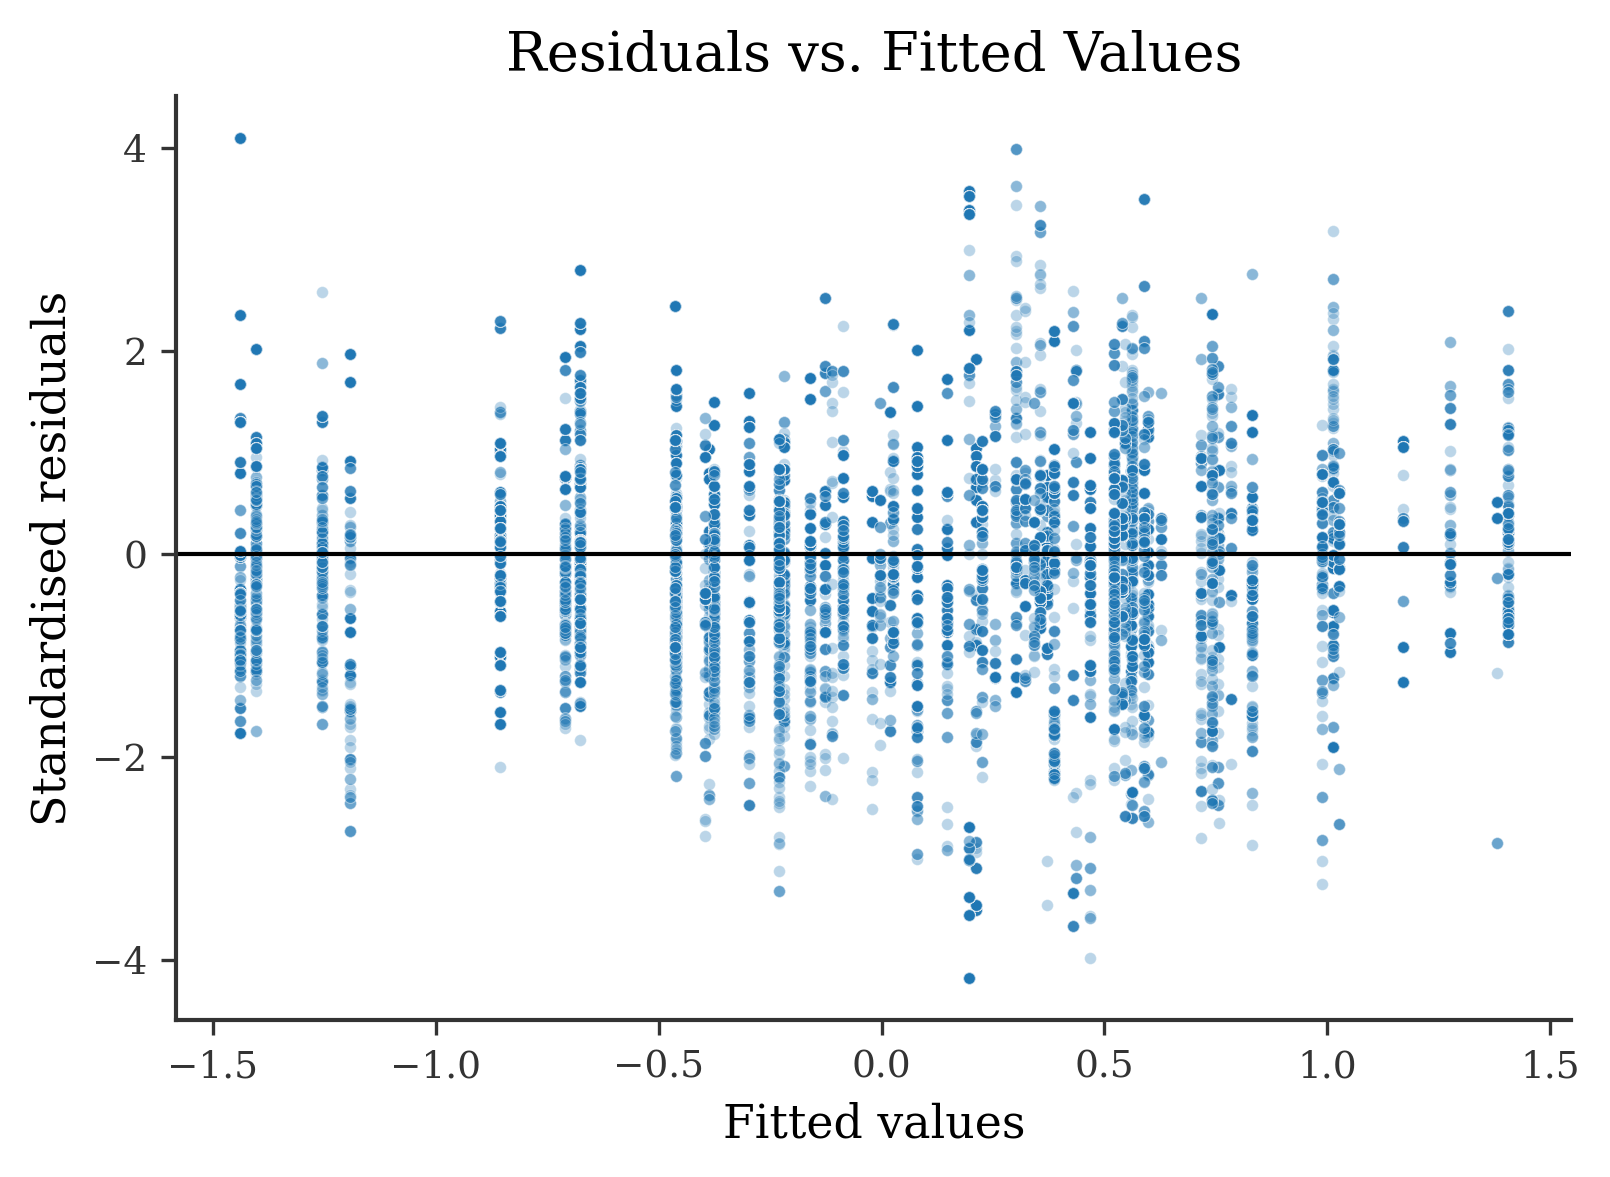 Residuals vs. Fitted Values
Standardised residuals
4
2
0
−2
−4
−1.5 −1.0 −0.5 0.0 0.5 1.0 1.5
Fitted values